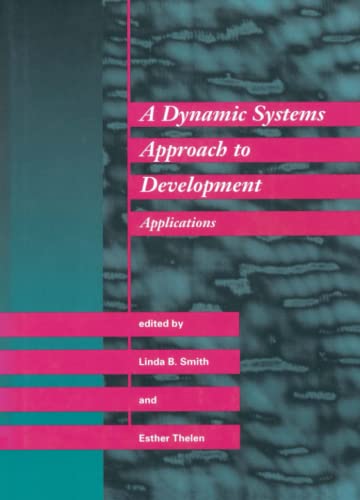 A Dynamic Systems
Approach to
Development
Applications
edited by
Linda B. Smith
and
Esther Thelen